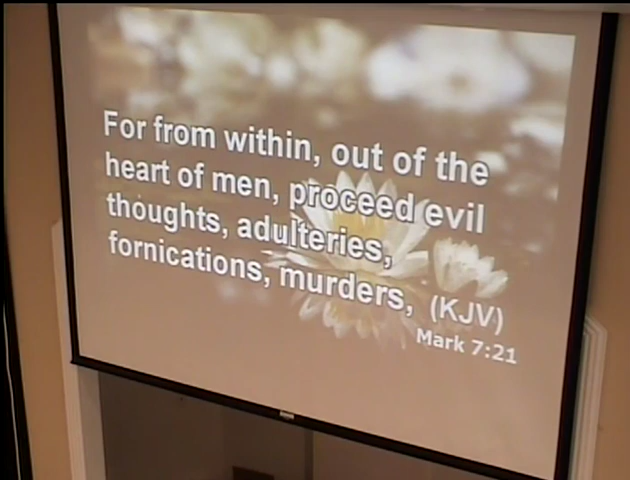 For from within, out of the
heart of men, proceed evil
thoughts, adulteries,
fornications, murders, (KJV)
Mark 7:21